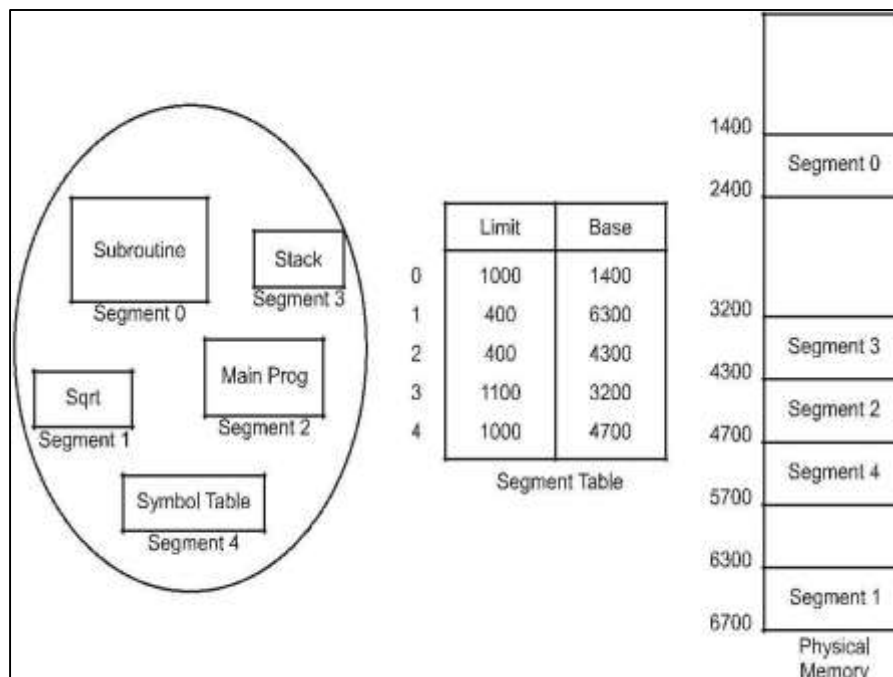 Subroutine
Segment 0
Stack
Segment 3
Sqrt
Segment 1
Main Prog
Segment 2
Symbol Table
Segment 4
Limit Base
0 1000 1400
1 400 6300
2 400 4300
3 1100 3200
4 1000 4700
Segment Table
1400
Segment 0
2400
3200
Segment 3
4300
Segment 2
4700
Segment 4
5700
6300
Segment 1
6700
Physical
Memory